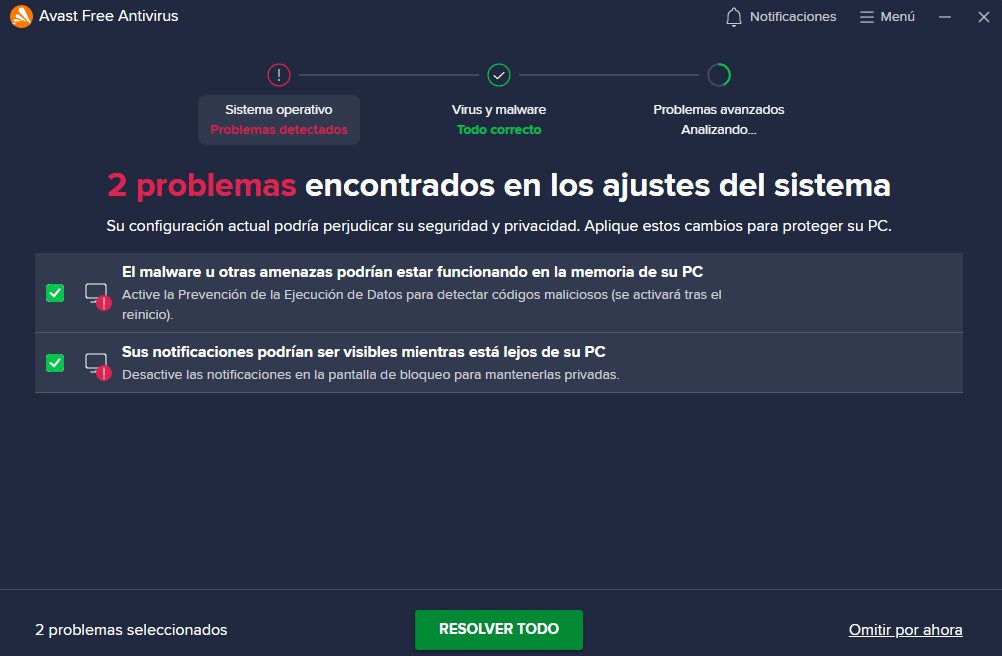 Avast Free Antivirus
Notificaciones
Menú
Sistema operativo
Problemas detectados
Virus y malware
Todo correcto
Problemas avanzados
Analizando...
2 problemas encontrados en los ajustes del sistema
Su configuración actual podría perjudicar su seguridad y privacidad. Aplique estos cambios para proteger su PC.
El malware u otras amenazas podrían estar funcionando en la memoria de su PC
Active la Prevención de la Ejecución de Datos para detectar códigos maliciosos (se activará tras el
reinicio).
Sus notificaciones podrían ser visibles mientras está lejos de su PC
Desactive las notificaciones en la pantalla de bloqueo para mantenerlas privadas.
2 problemas seleccionados
RESOLVER TODO
Omitir por ahora